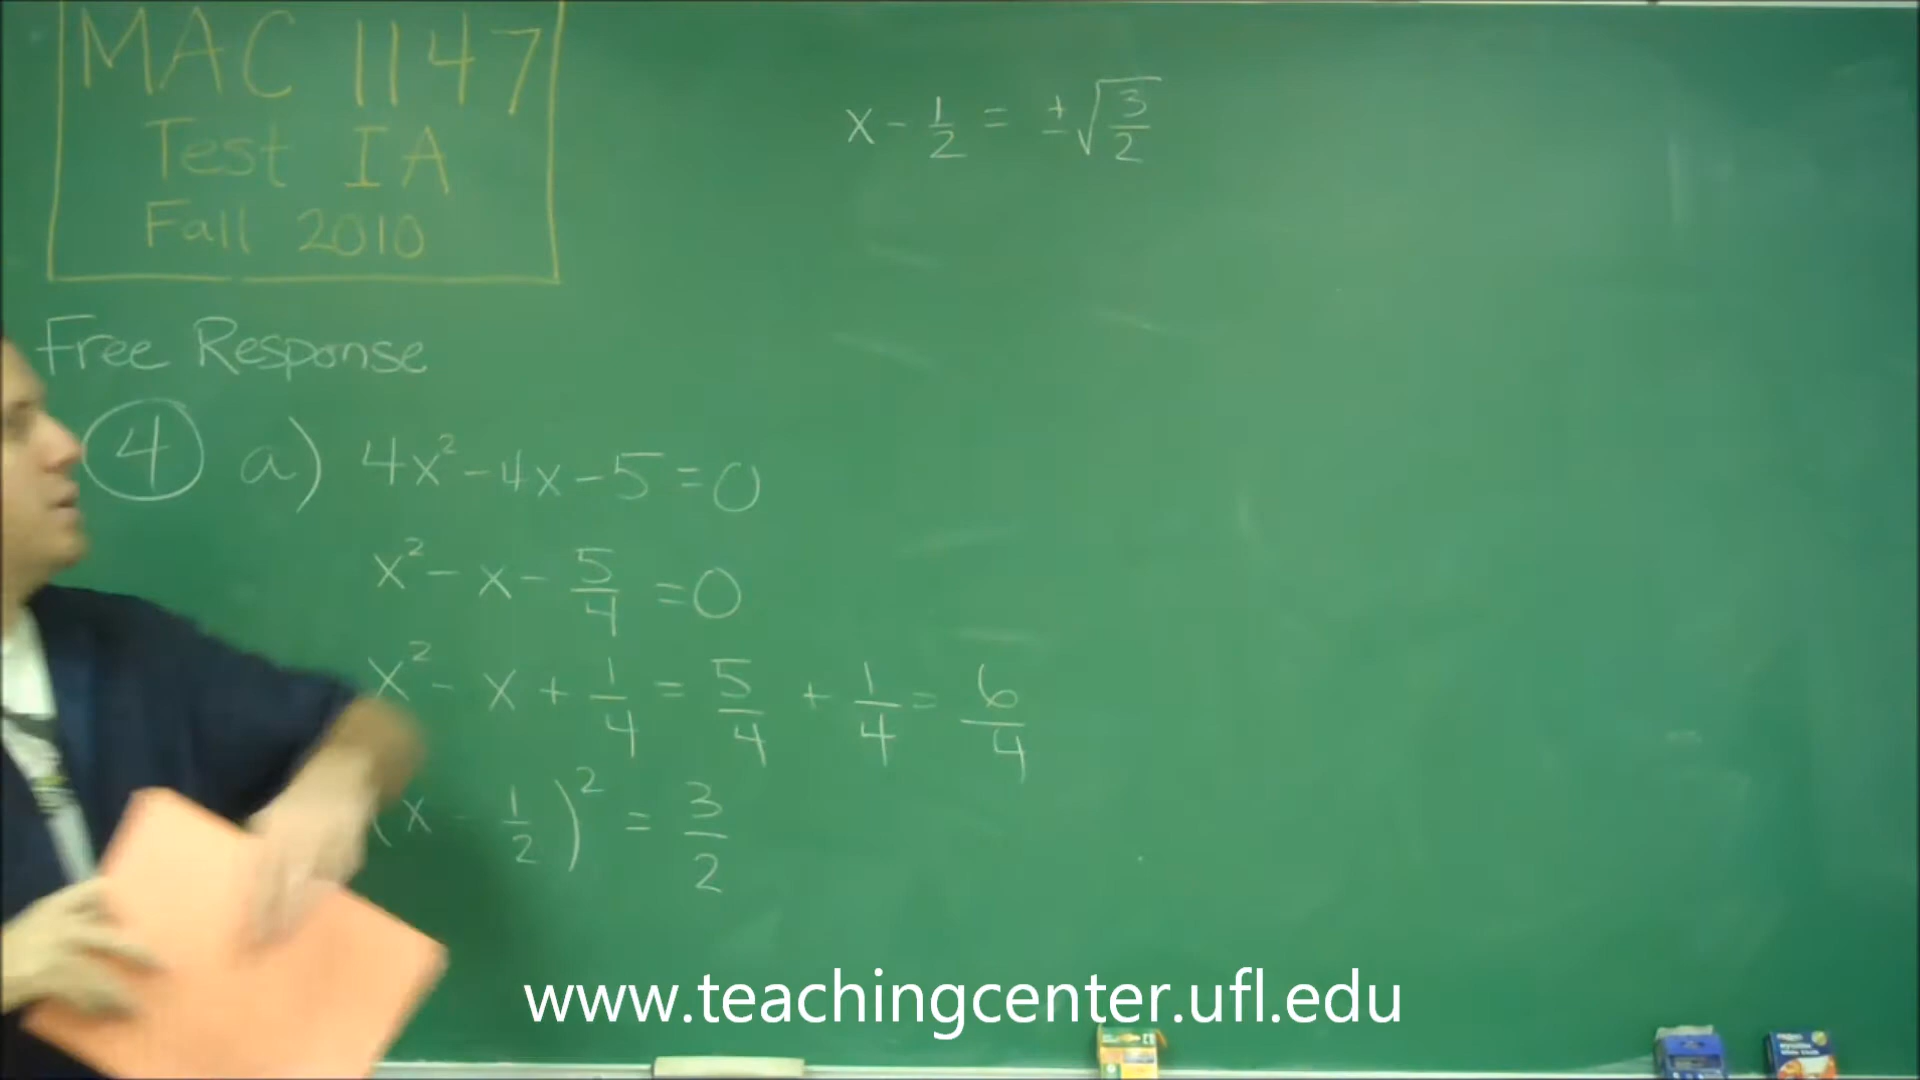 MAC 1147
Test IA
Fall 2010
Free Response
4 a) 4x² - 4x - 5 = 0
x² - x - 5/4 = 0
x² - x + 1/4 = 5/4 + 1/4 = 6/4
(x - 1/2)² = 3/2
x - 1/2 = ±√(3/2)
www.teachingcenter.ufl.edu